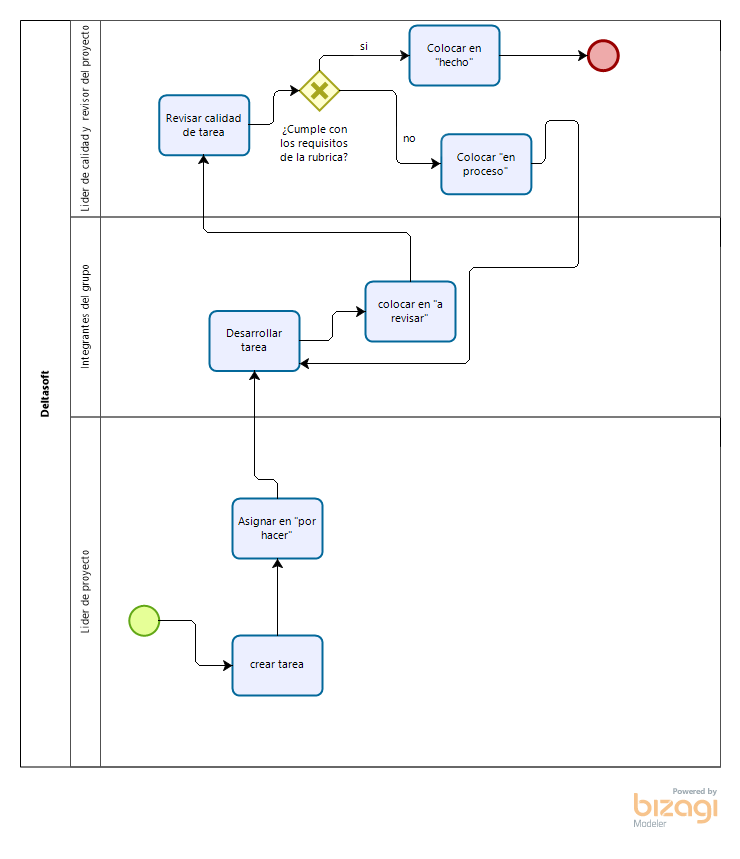 Deltasoft
Lider de calidad y revisor del proyecto
Revisar calidad
de tarea
¿Cumple con
los requisitos
de la rubrica?
si
Colocar en
"hecho"
no
Colocar "en
proceso"
Integrantes del grupo
Desarrollar
tarea
colocar en "a
revisar"
Lider de proyecto
Asignar en "por
hacer"
crear tarea
Powered by
bizagi
Modeler